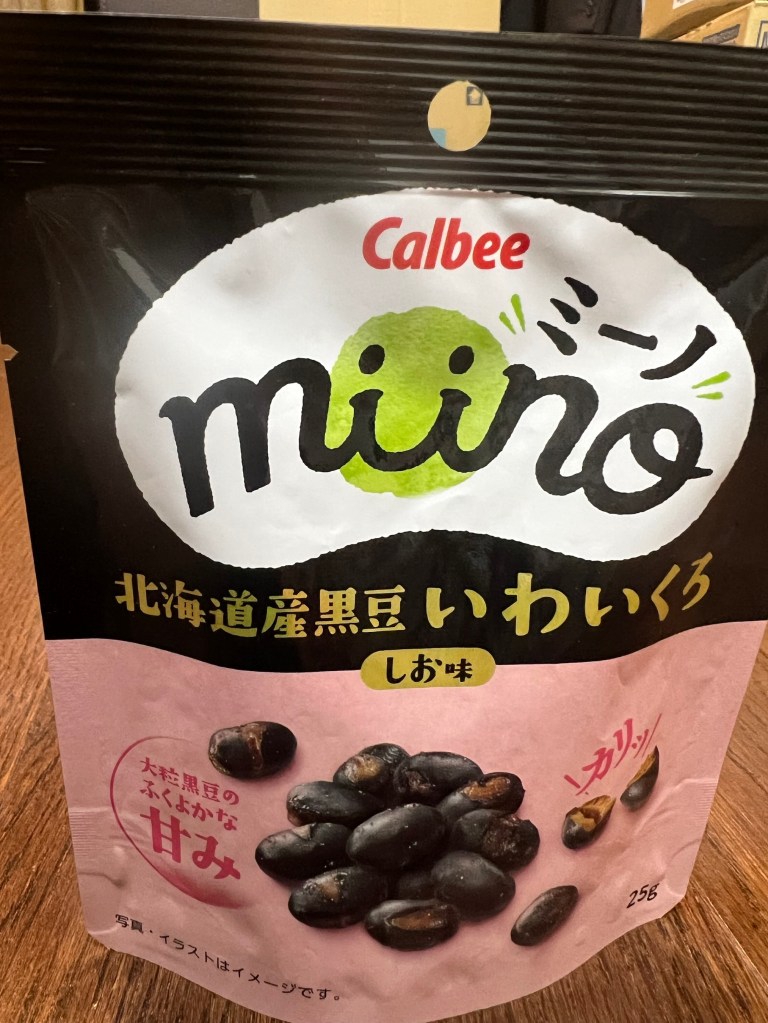 Calbee
miino
ミーノ
北海道産黒豆 いわいくろ
しお味
大粒黒豆の
ふくよかな
甘み
カリッ
25g
写真・イラストはイメージです。